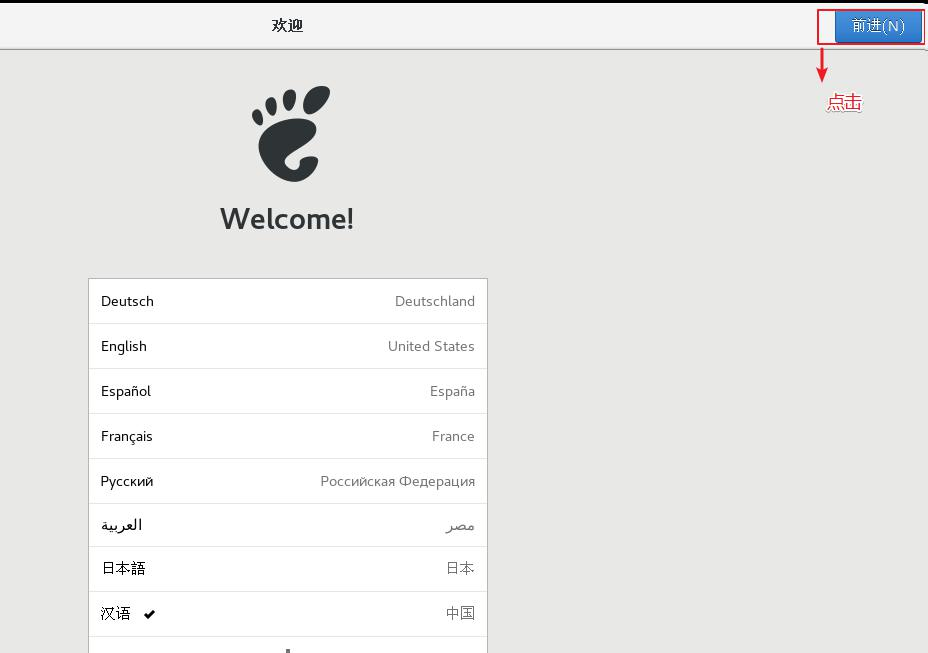 欢迎
前进(N)
点击
Welcome!
Deutsch Deutschland
English United States
Español España
Français France
Русский Российская Федерация
العربية مصر
日本語 日本
汉语 中国